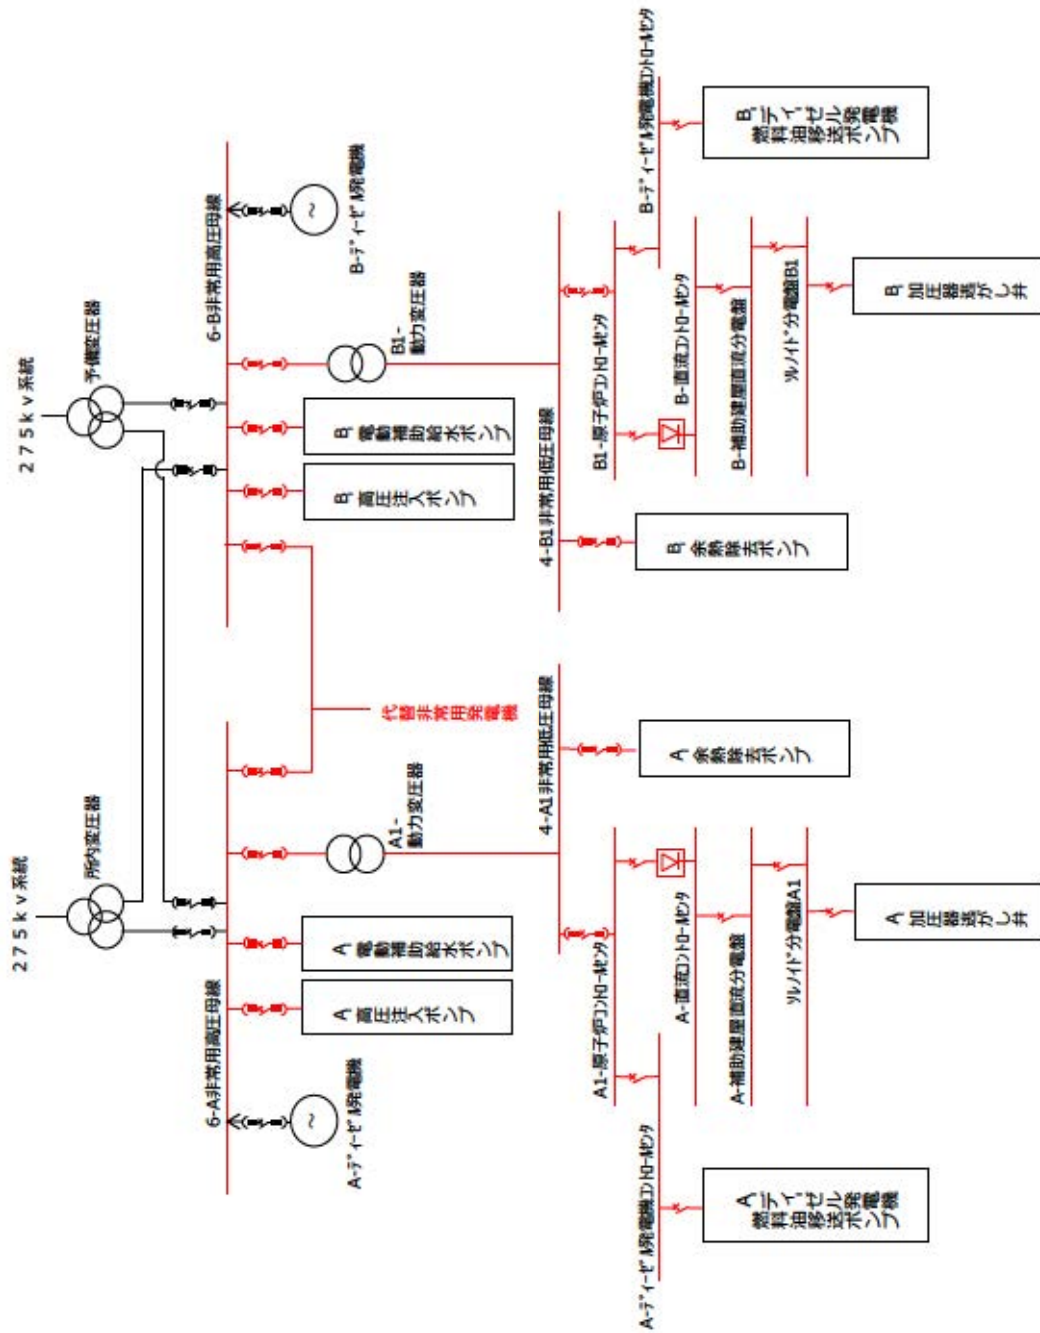 275kv系統
275kv系統
所内変圧器
予備変圧器
6-A非常用高圧母線
6-B非常用高圧母線
A-ディーゼル発電機
A-高圧注入ポンプ
A-電動補助給水ポンプ
A1-
動力変圧器
代替非常用発電機
B-高圧注入ポンプ
B-電動補助給水ポンプ
B1-
動力変圧器
B-ディーゼル発電機
4-A1非常用低圧母線
4-B1非常用低圧母線
A-余熱除去ポンプ
B-余熱除去ポンプ
A1-原子炉コントロールセンタ
B1-原子炉コントロールセンタ
A-ディーゼル発電機コントロールセンタ
A-直流コントロールセンタ
B-直流コントロールセンタ
B-ディーゼル発電機コントロールセンタ
A-ディーゼル発電機
燃料油移送ポンプ
A-補助建屋直流分電盤
B-補助建屋直流分電盤
B-ディーゼル発電機
燃料油移送ポンプ
ソレノイド分電盤A1
ソレノイド分電盤B1
A-加圧器逃がし弁
B-加圧器逃がし弁